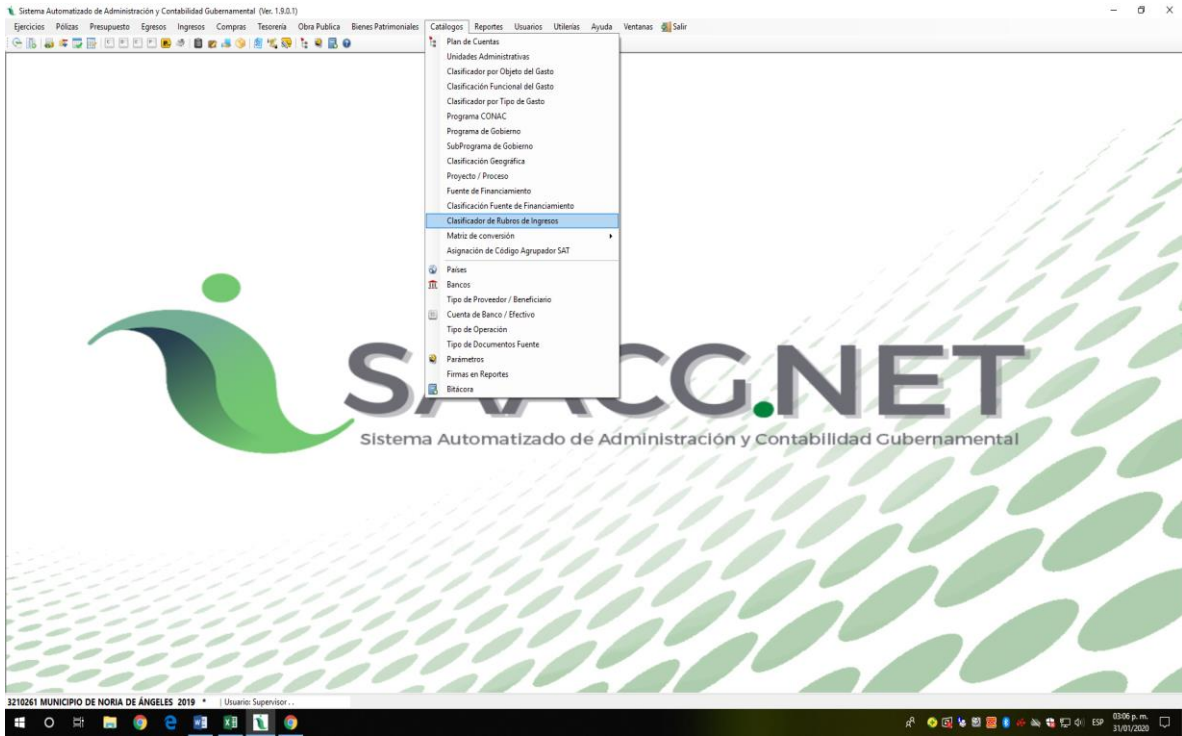 Sistema Automatizado de Administración y Contabilidad Gubernamental (Ver. 1.9.0.1)
Ejercicios Pólizas Presupuesto Egresos Ingresos Compras Tesorería Obra Publica Bienes Patrimoniales Catálogos Reportes Usuarios Utilerías Ayuda Ventanas Salir
Plan de Cuentas
Unidades Administrativas
Clasificador por Objeto del Gasto
Clasificación Funcional del Gasto
Clasificador por Tipo de Gasto
Programa CONAC
Programa de Gobierno
SubPrograma de Gobierno
Clasificación Geográfica
Proyecto / Proceso
Fuente de Financiamiento
Clasificación Fuente de Financiamiento
Clasificador de Rubros de Ingresos
Matriz de conversión
Asignación de Código Agrupador SAT
Países
Bancos
Tipo de Proveedor / Beneficiario
Cuenta de Banco / Efectivo
Tipo de Operación
Tipo de Documentos Fuente
Parámetros
Firmas en Reportes
Bitácora
SAACG.NET
Sistema Automatizado de Administración y Contabilidad Gubernamental
3210261 MUNICIPIO DE NORIA DE ÁNGELES 2019 * | Usuario: Supervisor . .
ESP
03:06 p. m.
31/01/2020